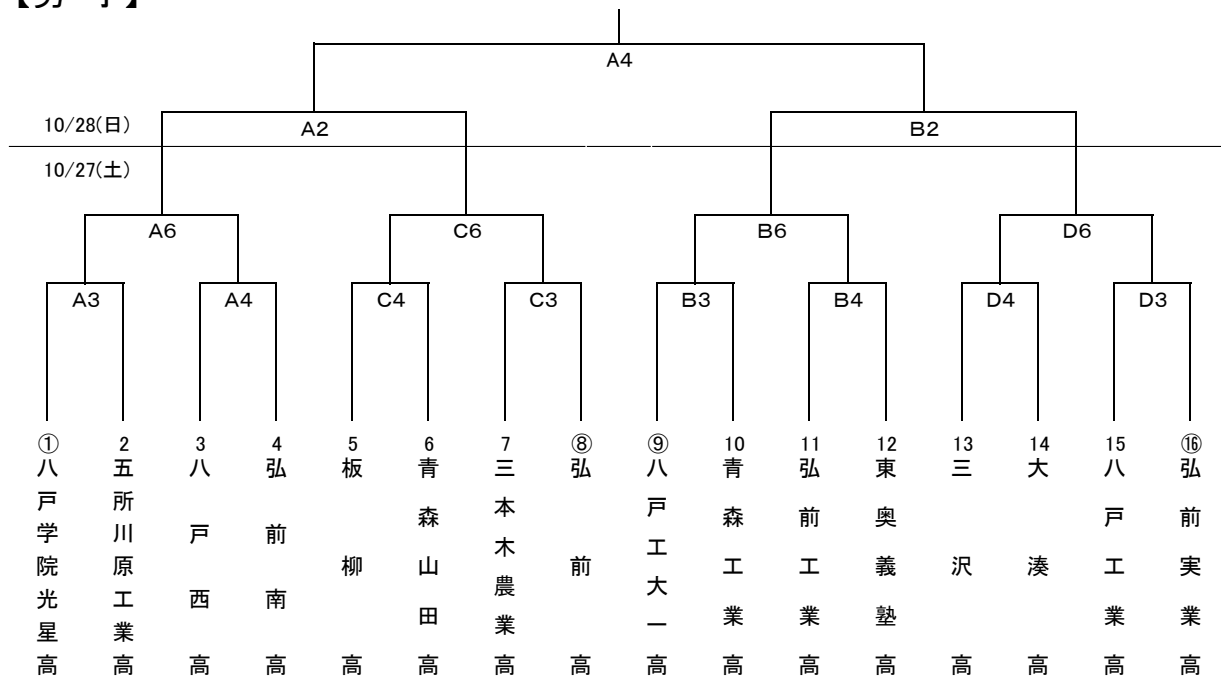 A4
10/28(日)
A2 B2
10/27(土)
A6 C6 B6 D6
A3 A4 C4 C3 B3 B4 D4 D3
① 2 3 4 5 6 7 ⑧ ⑨ 10 11 12 13 14 15 ⑯
八戸学院光星高
五所川原工業高
八戸西高
弘前南高
板柳高
青森山田高
三本木農業高
弘前高
八戸工大一高
青森工業高
弘前工業高
東奥義塾高
三沢高
大湊高
八戸工業高
弘前実業高